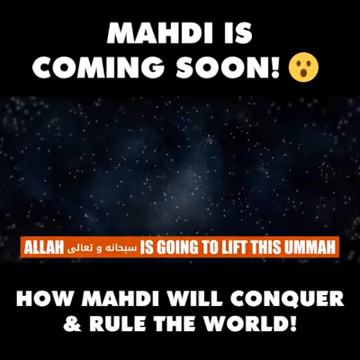 MAHDI IS
COMING SOON! 😮
ALLAH سبحانه و تعالى IS GOING TO LIFT THIS UMMAH
HOW MAHDI WILL CONQUER
& RULE THE WORLD!